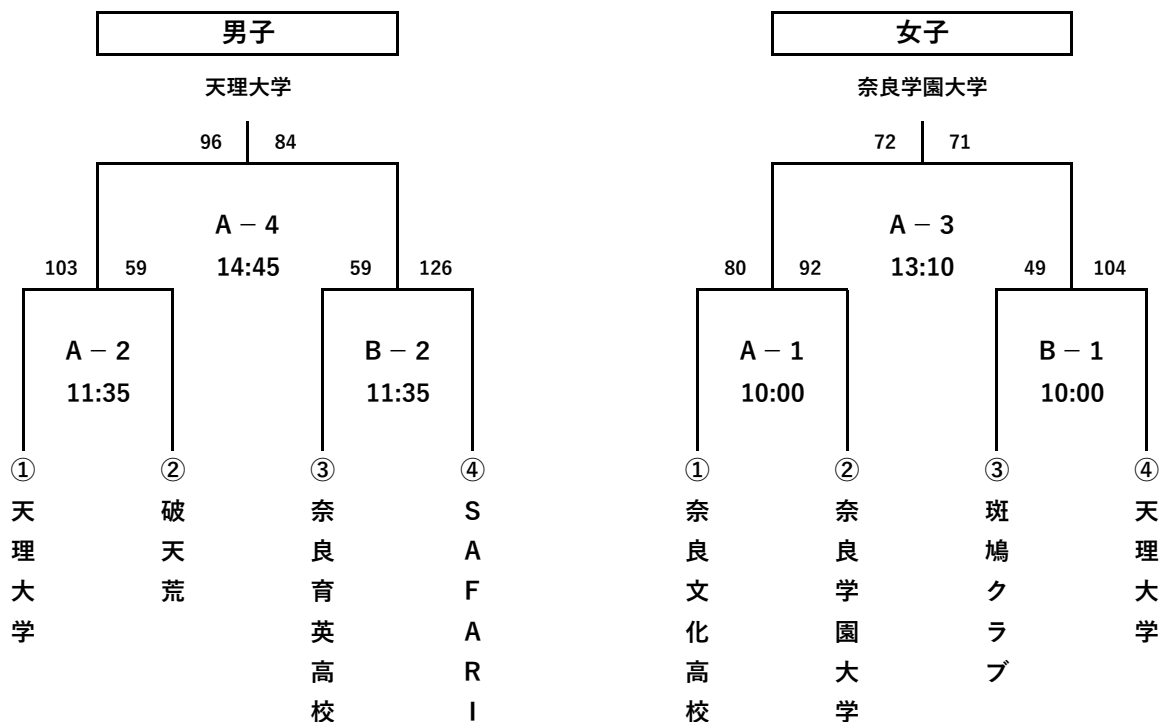 男子
天理大学
96 84
A － 4
14:45
103 59
59 126
A － 2
11:35
B － 2
11:35
① ② ③ ④
天理大学
破天荒
奈良育英高校
SAFARI
女子
奈良学園大学
72 71
A － 3
13:10
80 92
49 104
A － 1
10:00
B － 1
10:00
① ② ③ ④
奈良文化高校
奈良学園大学
斑鳩クラブ
天理大学